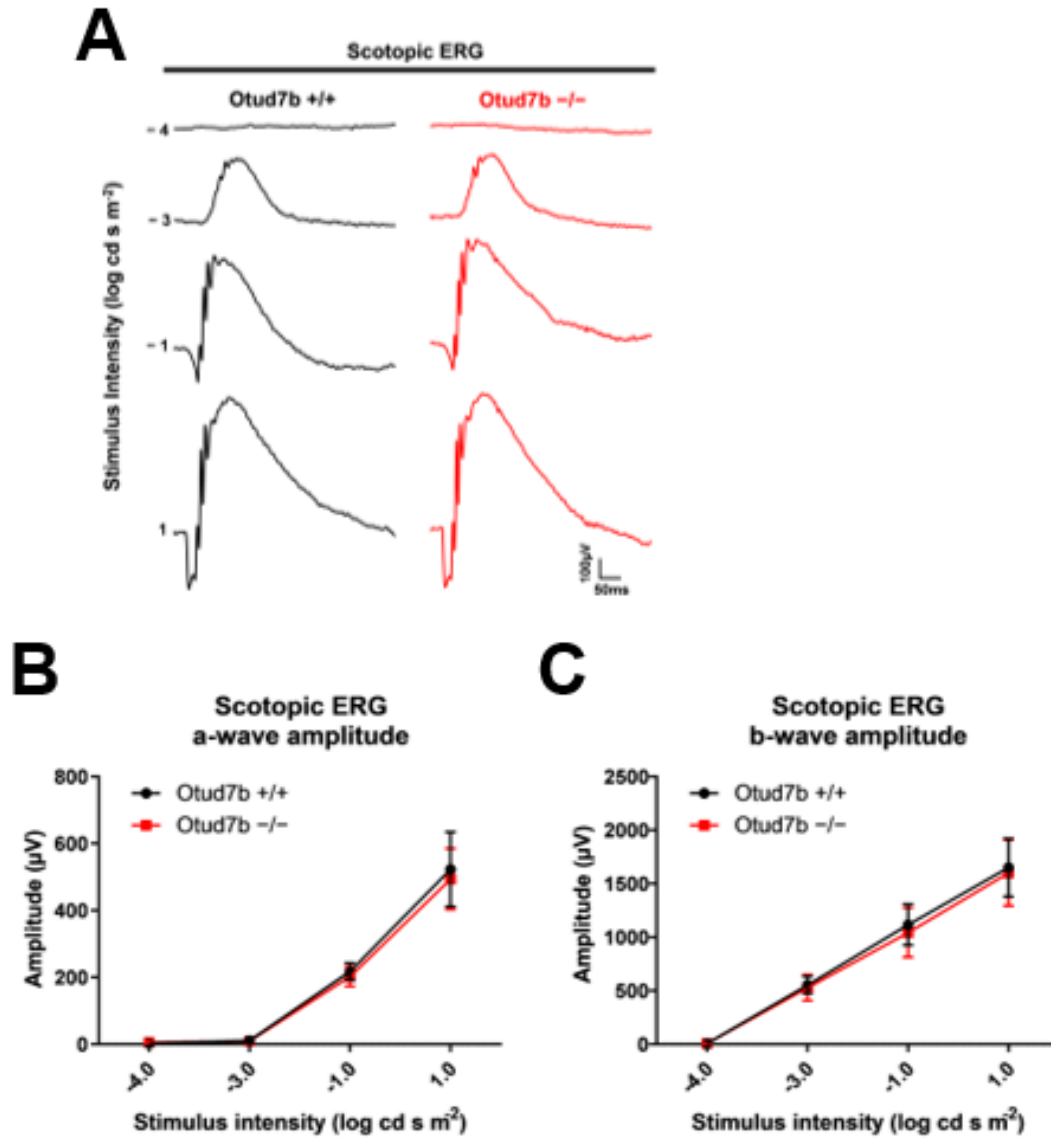 A
Scotopic ERG
Otud7b +/+ Otud7b −/−
Stimulus Intensity (log cd s m⁻²)
− 4
− 3
− 1
1
100µV
50ms
B
Scotopic ERG
a-wave amplitude
Otud7b +/+
Otud7b −/−
Amplitude (µV)
800
600
400
200
0
-4.0 -3.0 -1.0 1.0
Stimulus intensity (log cd s m⁻²)
C
Scotopic ERG
b-wave amplitude
Otud7b +/+
Otud7b −/−
Amplitude (µV)
2500
2000
1500
1000
500
0
-4.0 -3.0 -1.0 1.0
Stimulus intensity (log cd s m⁻²)